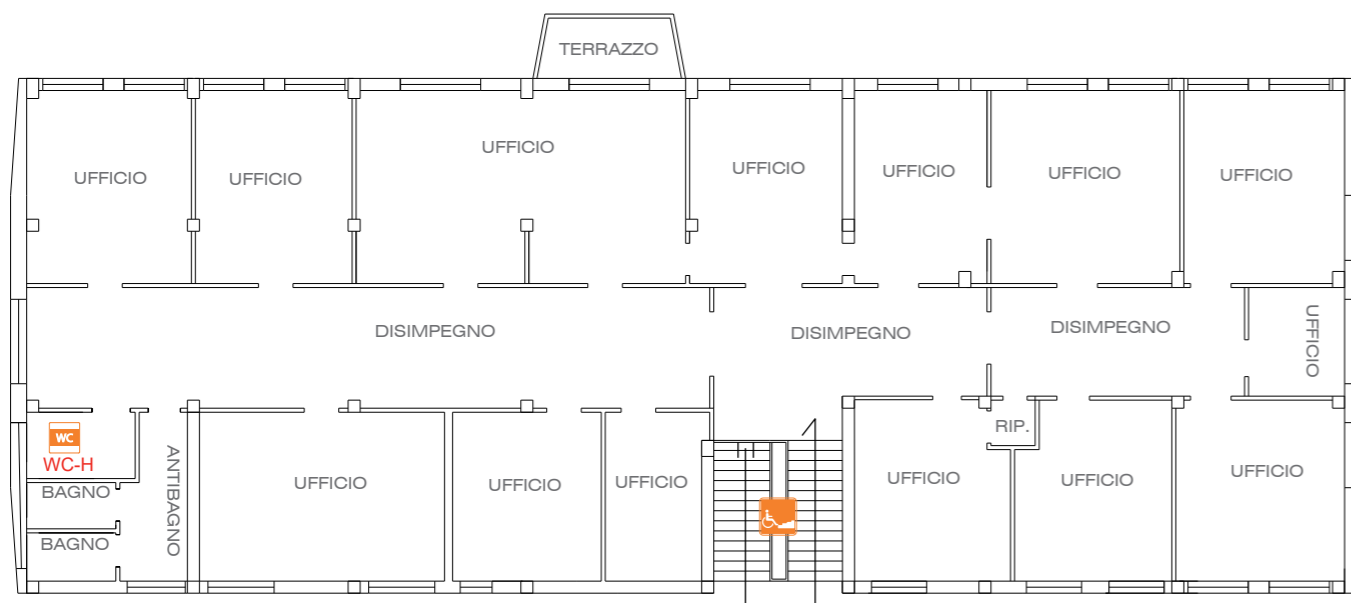 TERRAZZO
UFFICIO
UFFICIO
UFFICIO
UFFICIO
UFFICIO
UFFICIO
UFFICIO
DISIMPEGNO
DISIMPEGNO
DISIMPEGNO
UFFICIO
WC
WC-H
BAGNO
BAGNO
ANTIBAGNO
UFFICIO
UFFICIO
UFFICIO
UFFICIO
RIP.
UFFICIO
UFFICIO